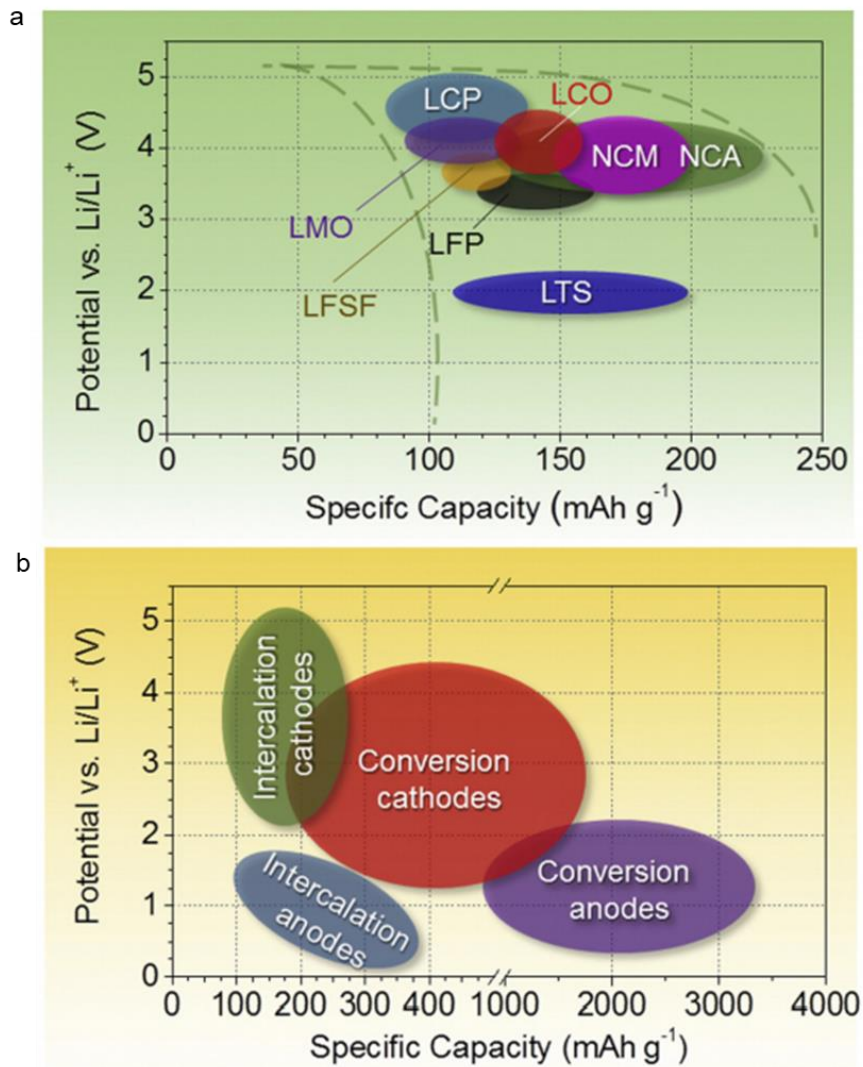 a
5
4
3
2
1
0
Potential vs. Li/Li⁺ (V)
LCP
LCO
NCM
NCA
LMO
LFP
LFSF
LTS
0 50 100 150 200 250
Specifc Capacity (mAh g⁻¹)
b
5
4
3
2
1
0
Potential vs. Li/Li⁺ (V)
Intercalation
cathodes
Conversion
cathodes
Intercalation
anodes
Conversion
anodes
0 100 200 300 400 1000 2000 3000 4000
Specific Capacity (mAh g⁻¹)